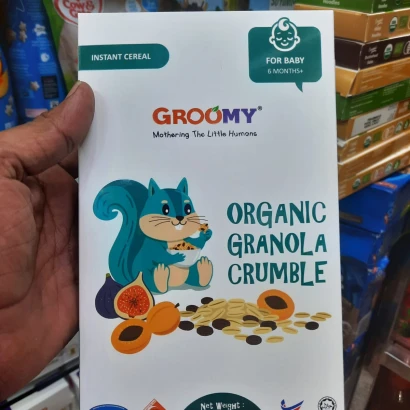 INSTANT CEREAL
FOR BABY
6 MONTHS+
GROOMY®
Mothering The Little Humans
ORGANIC
GRANOLA
CRUMBLE
Net Weight :